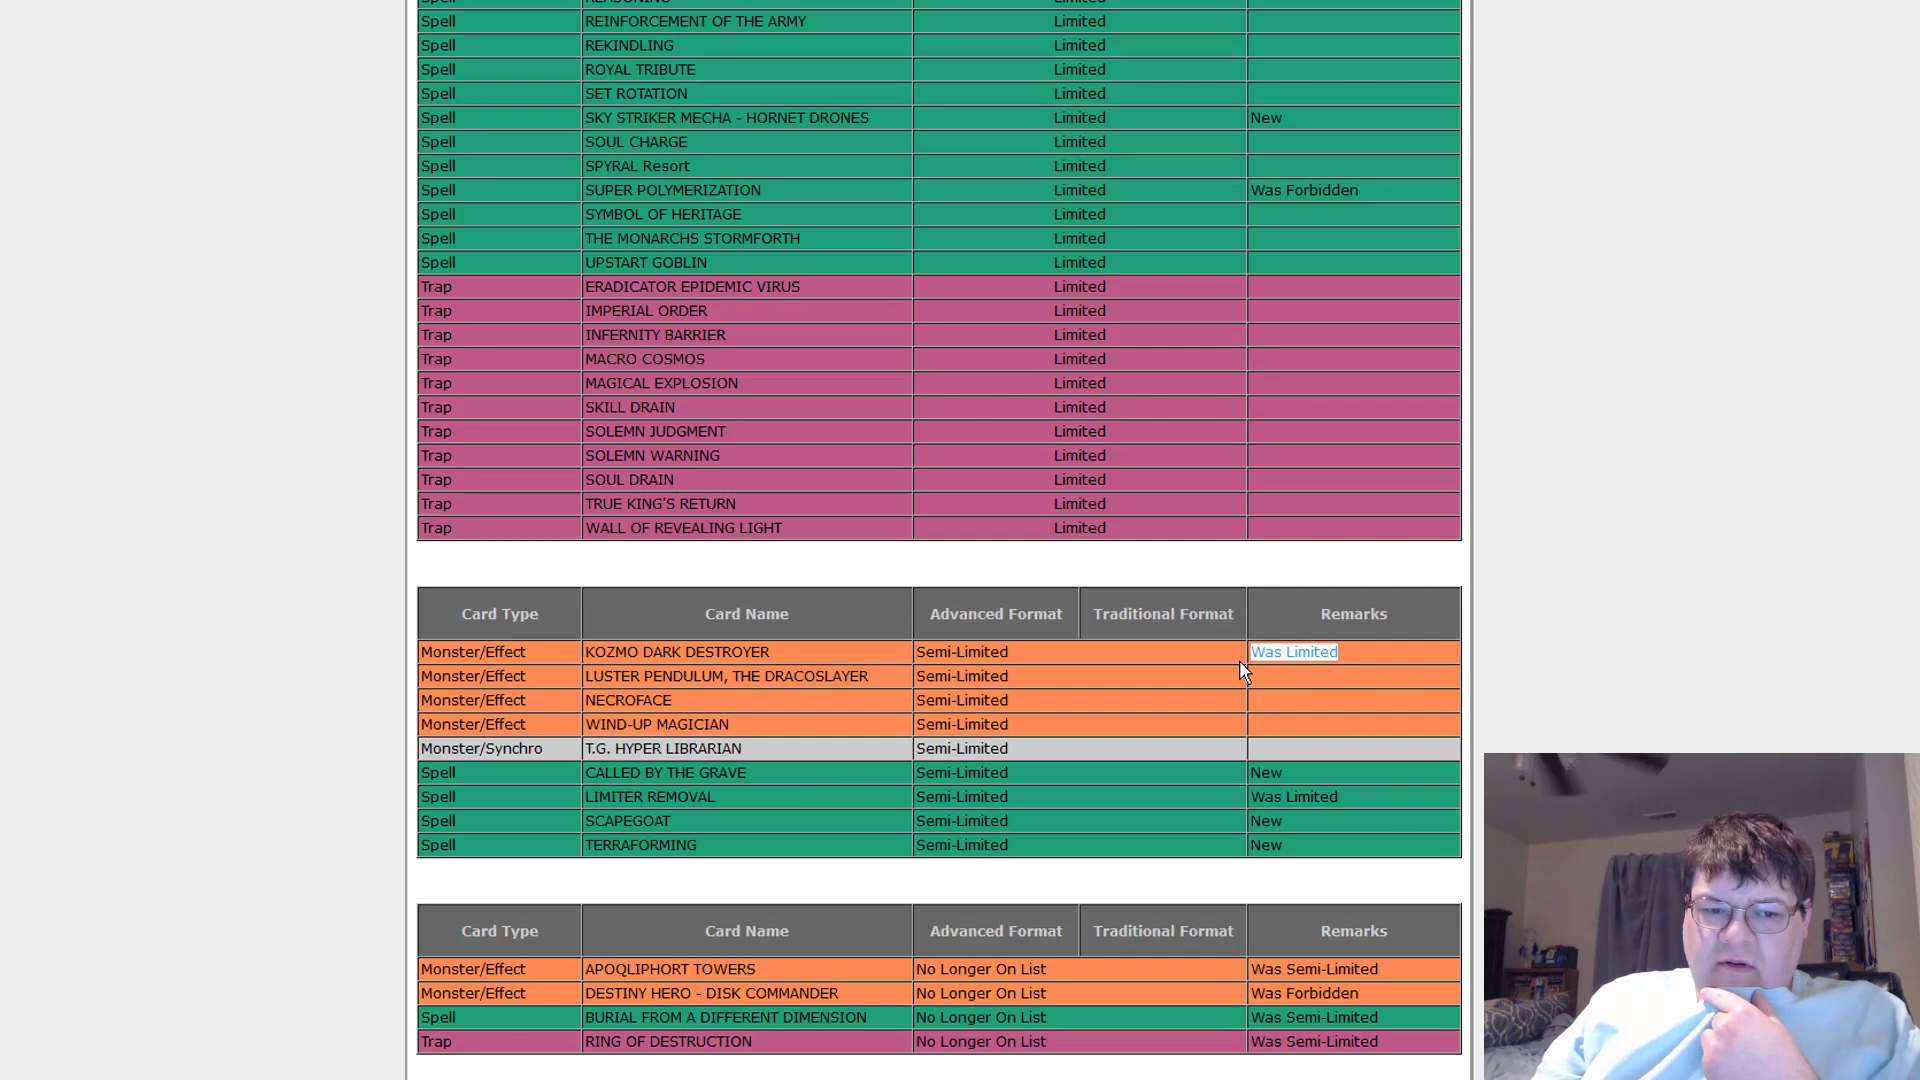 Spell REASONING Limited
Spell REINFORCEMENT OF THE ARMY Limited
Spell REKINDLING Limited
Spell ROYAL TRIBUTE Limited
Spell SET ROTATION Limited
Spell SKY STRIKER MECHA - HORNET DRONES Limited New
Spell SOUL CHARGE Limited
Spell SPYRAL Resort Limited
Spell SUPER POLYMERIZATION Limited Was Forbidden
Spell SYMBOL OF HERITAGE Limited
Spell THE MONARCHS STORMFORTH Limited
Spell UPSTART GOBLIN Limited
Trap ERADICATOR EPIDEMIC VIRUS Limited
Trap IMPERIAL ORDER Limited
Trap INFERNITY BARRIER Limited
Trap MACRO COSMOS Limited
Trap MAGICAL EXPLOSION Limited
Trap SKILL DRAIN Limited
Trap SOLEMN JUDGMENT Limited
Trap SOLEMN WARNING Limited
Trap SOUL DRAIN Limited
Trap TRUE KING'S RETURN Limited
Trap WALL OF REVEALING LIGHT Limited
Card Type Card Name Advanced Format Traditional Format Remarks
Monster/Effect KOZMO DARK DESTROYER Semi-Limited Was Limited
Monster/Effect LUSTER PENDULUM, THE DRACOSLAYER Semi-Limited
Monster/Effect NECROFACE Semi-Limited
Monster/Effect WIND-UP MAGICIAN Semi-Limited
Monster/Synchro T.G. HYPER LIBRARIAN Semi-Limited
Spell CALLED BY THE GRAVE Semi-Limited New
Spell LIMITER REMOVAL Semi-Limited Was Limited
Spell SCAPEGOAT Semi-Limited New
Spell TERRAFORMING Semi-Limited New
Card Type Card Name Advanced Format Traditional Format Remarks
Monster/Effect APOQLIPHORT TOWERS No Longer On List Was Semi-Limited
Monster/Effect DESTINY HERO - DISK COMMANDER No Longer On List Was Forbidden
Spell BURIAL FROM A DIFFERENT DIMENSION No Longer On List Was Semi-Limited
Trap RING OF DESTRUCTION No Longer On List Was Semi-Limited